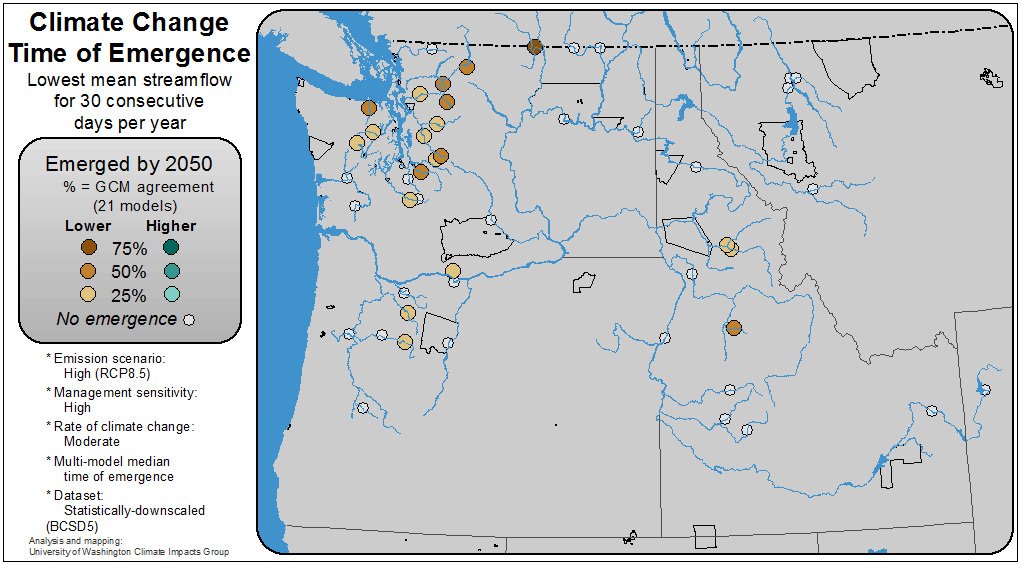 Climate Change
Time of Emergence
Lowest mean streamflow
for 30 consecutive
days per year
Emerged by 2050
% = GCM agreement
(21 models)
Lower Higher
75%
50%
25%
No emergence
* Emission scenario:
High (RCP8.5)
* Management sensitivity:
High
* Rate of climate change:
Moderate
* Multi-model median
time of emergence
* Dataset:
Statistically-downscaled
(BCSD5)
Analysis and mapping:
University of Washington Climate Impacts Group